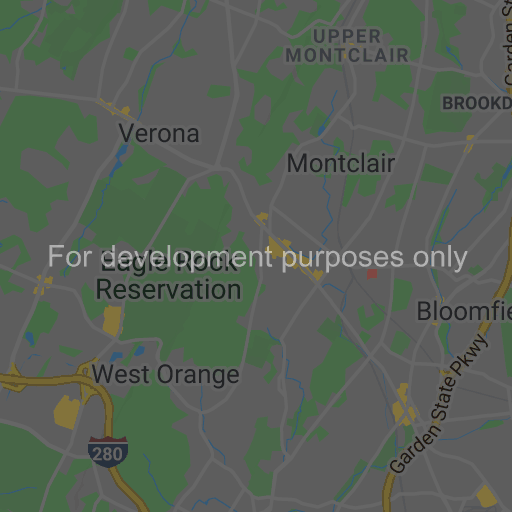 UPPER
MONTCLAIR
Garden St
BROOKD
Verona
Montclair
For development purposes only
Eagle Rock
Reservation
Bloomfie
West Orange
Garden State Pkwy
280